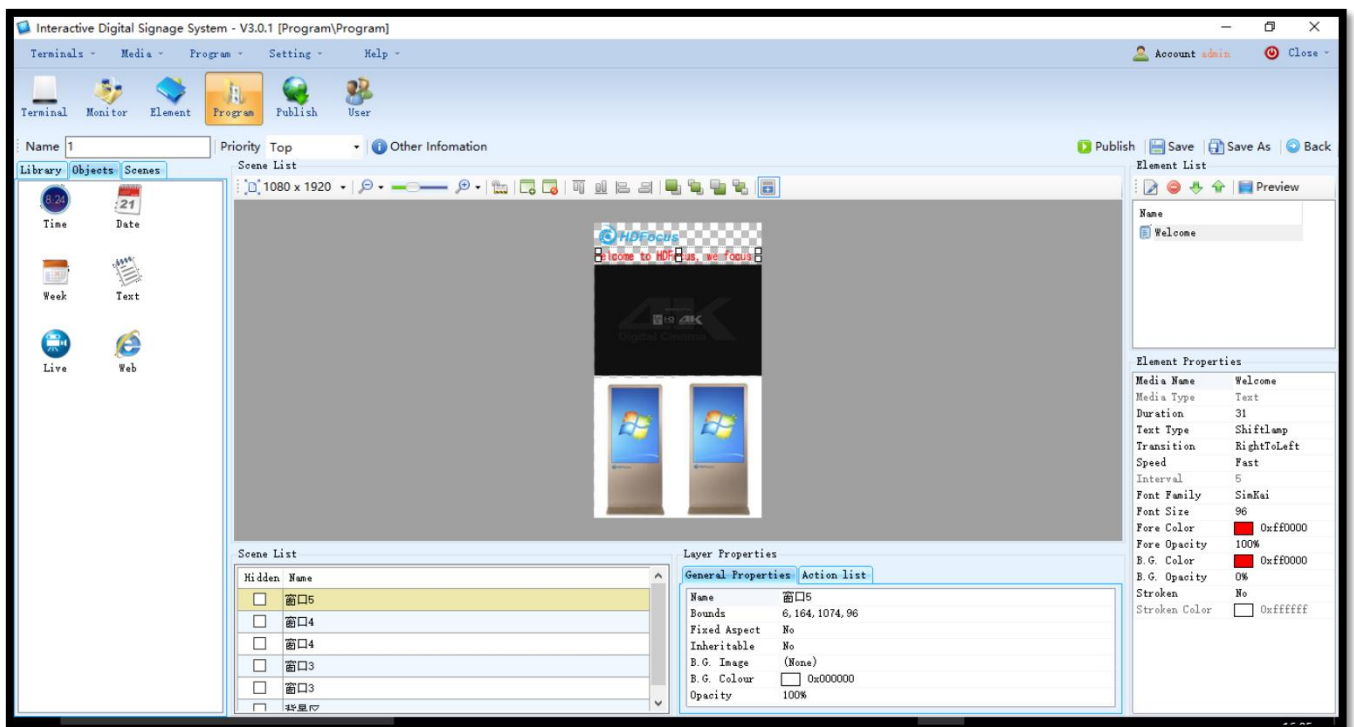 Interactive Digital Signage System - V3.0.1 [Program\Program]
Terminals Media Program Setting Help Account admin Close
Terminal Monitor Element Program Publish User
Name 1 Priority Top Other Infomation Publish Save Save As Back
Library Objects Scenes
8:24
Time
21
Date
Week
Text
Live
Web
Scene List
1080 x 1920
HDFocus
elcome to HDF cus, we focus
4K
4K
Digital Cinema
Scene List
Hidden Name
窗口5
窗口4
窗口4
窗口3
窗口3
Layer Properties
General Properties Action list
Name 窗口5
Bounds 6, 164, 1074, 96
Fixed Aspect No
Inheritable No
B.G. Image (None)
B.G. Colour 0x000000
Opacity 100%
Element List
Preview
Name
Welcome
Element Properties
Media Name Welcome
Media Type Text
Duration 31
Text Type Shiftlamp
Transition RightToLeft
Speed Fast
Interval 5
Font Family SimKai
Font Size 96
Fore Color 0xff0000
Fore Opacity 100%
B.G. Color 0xff0000
B.G. Opacity 0%
Stroken No
Stroken Color 0xffffff